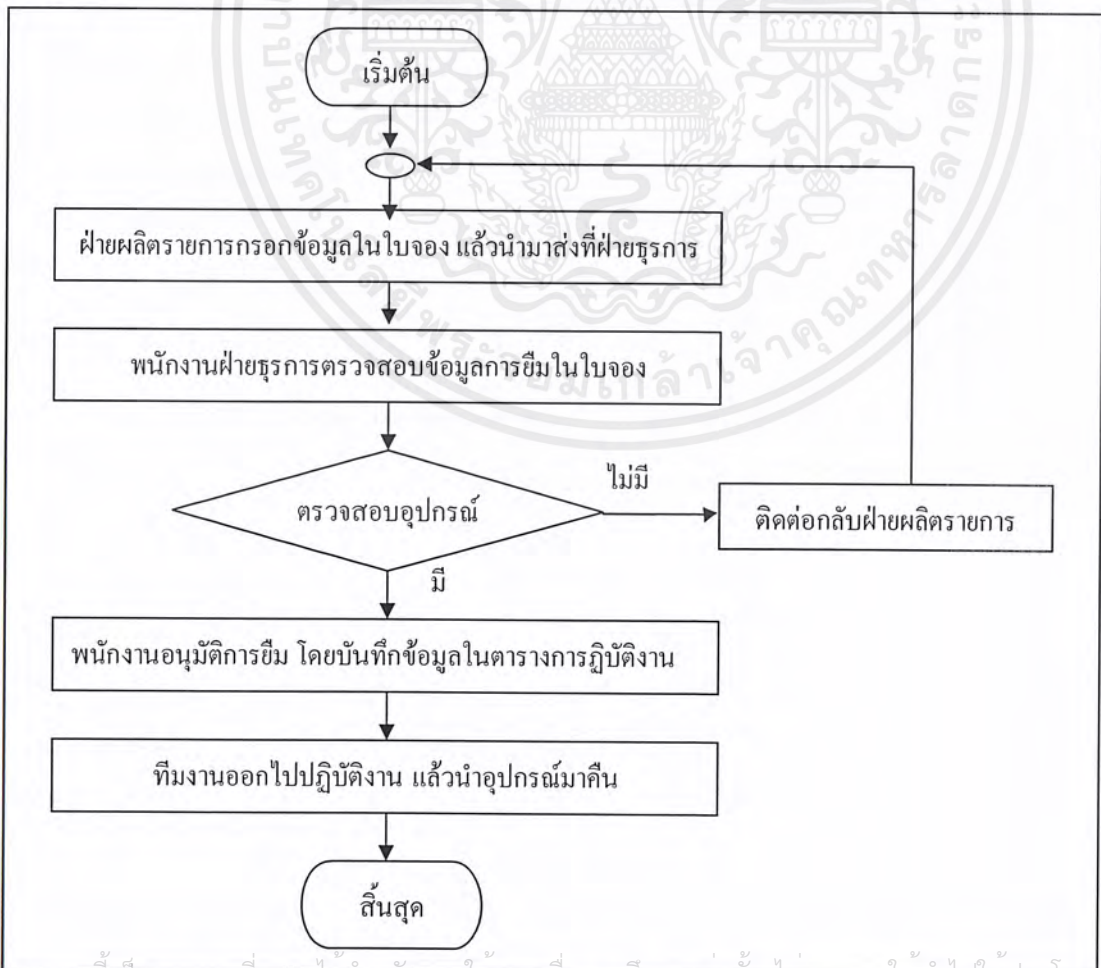 เริ่มต้น
ฝ่ายผลิตรายการกรอกข้อมูลในใบจอง แล้วนำมาส่งที่ฝ่ายธุรการ
พนักงานฝ่ายธุรการตรวจสอบข้อมูลการยืมในใบจอง
ตรวจสอบอุปกรณ์
ไม่มี
ติดต่อกลับฝ่ายผลิตรายการ
มี
พนักงานอนุมัติการยืม โดยบันทึกข้อมูลในตารางการฏิบัติงาน
ทีมงานออกไปปฏิบัติงาน แล้วนำอุปกรณ์มาคืน
สิ้นสุด